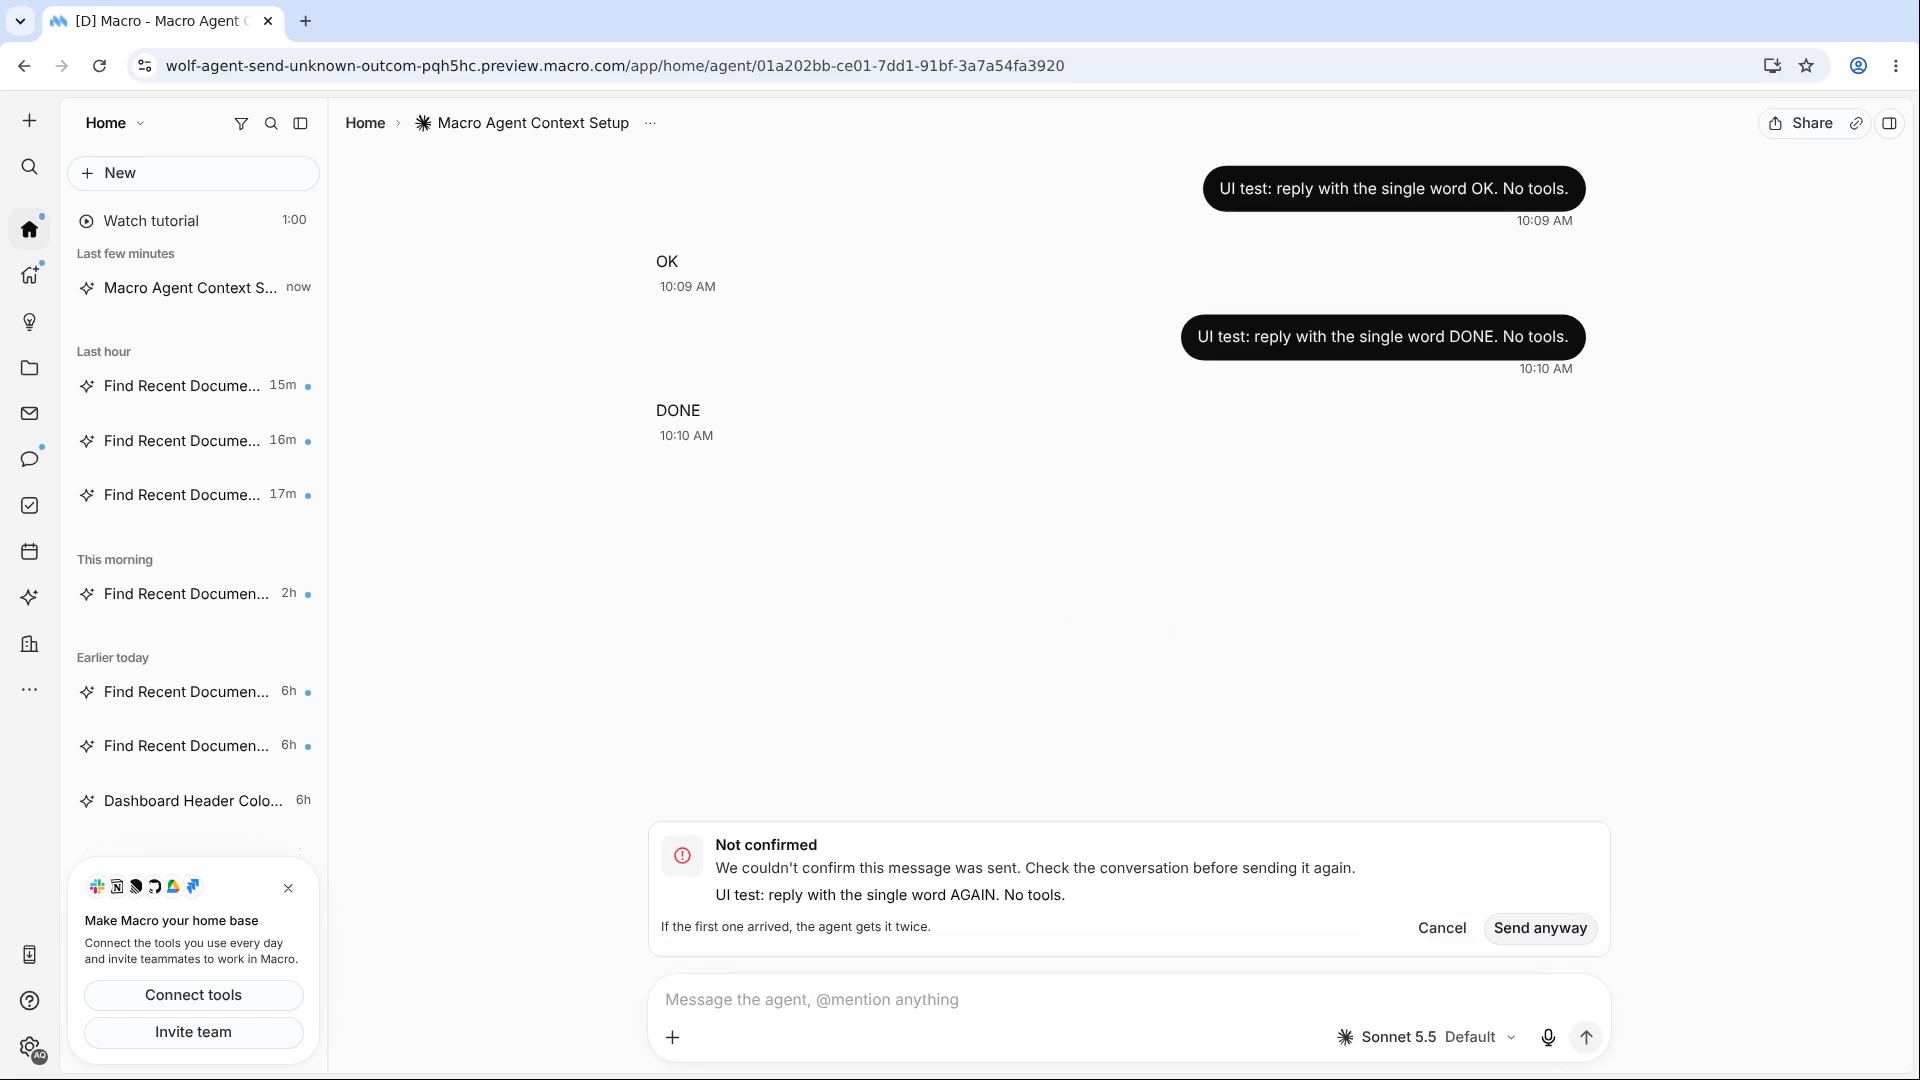 [D] Macro - Macro Agent C
wolf-agent-send-unknown-outcom-pqh5hc.preview.macro.com/app/home/agent/01a202bb-ce01-7dd1-91bf-3a7a54fa3920
Home
New
Watch tutorial 1:00
Last few minutes
Macro Agent Context S... now
Last hour
Find Recent Docume... 15m
Find Recent Docume... 16m
Find Recent Docume... 17m
This morning
Find Recent Documen... 2h
Earlier today
Find Recent Documen... 6h
Find Recent Documen... 6h
Dashboard Header Colo... 6h
Make Macro your home base
Connect the tools you use every day
and invite teammates to work in Macro.
Connect tools
Invite team
AQ
Home > Macro Agent Context Setup ...
Share
UI test: reply with the single word OK. No tools.
10:09 AM
OK
10:09 AM
UI test: reply with the single word DONE. No tools.
10:10 AM
DONE
10:10 AM
Not confirmed
We couldn't confirm this message was sent. Check the conversation before sending it again.
UI test: reply with the single word AGAIN. No tools.
If the first one arrived, the agent gets it twice.
Cancel
Send anyway
Message the agent, @mention anything
Sonnet 5.5 Default